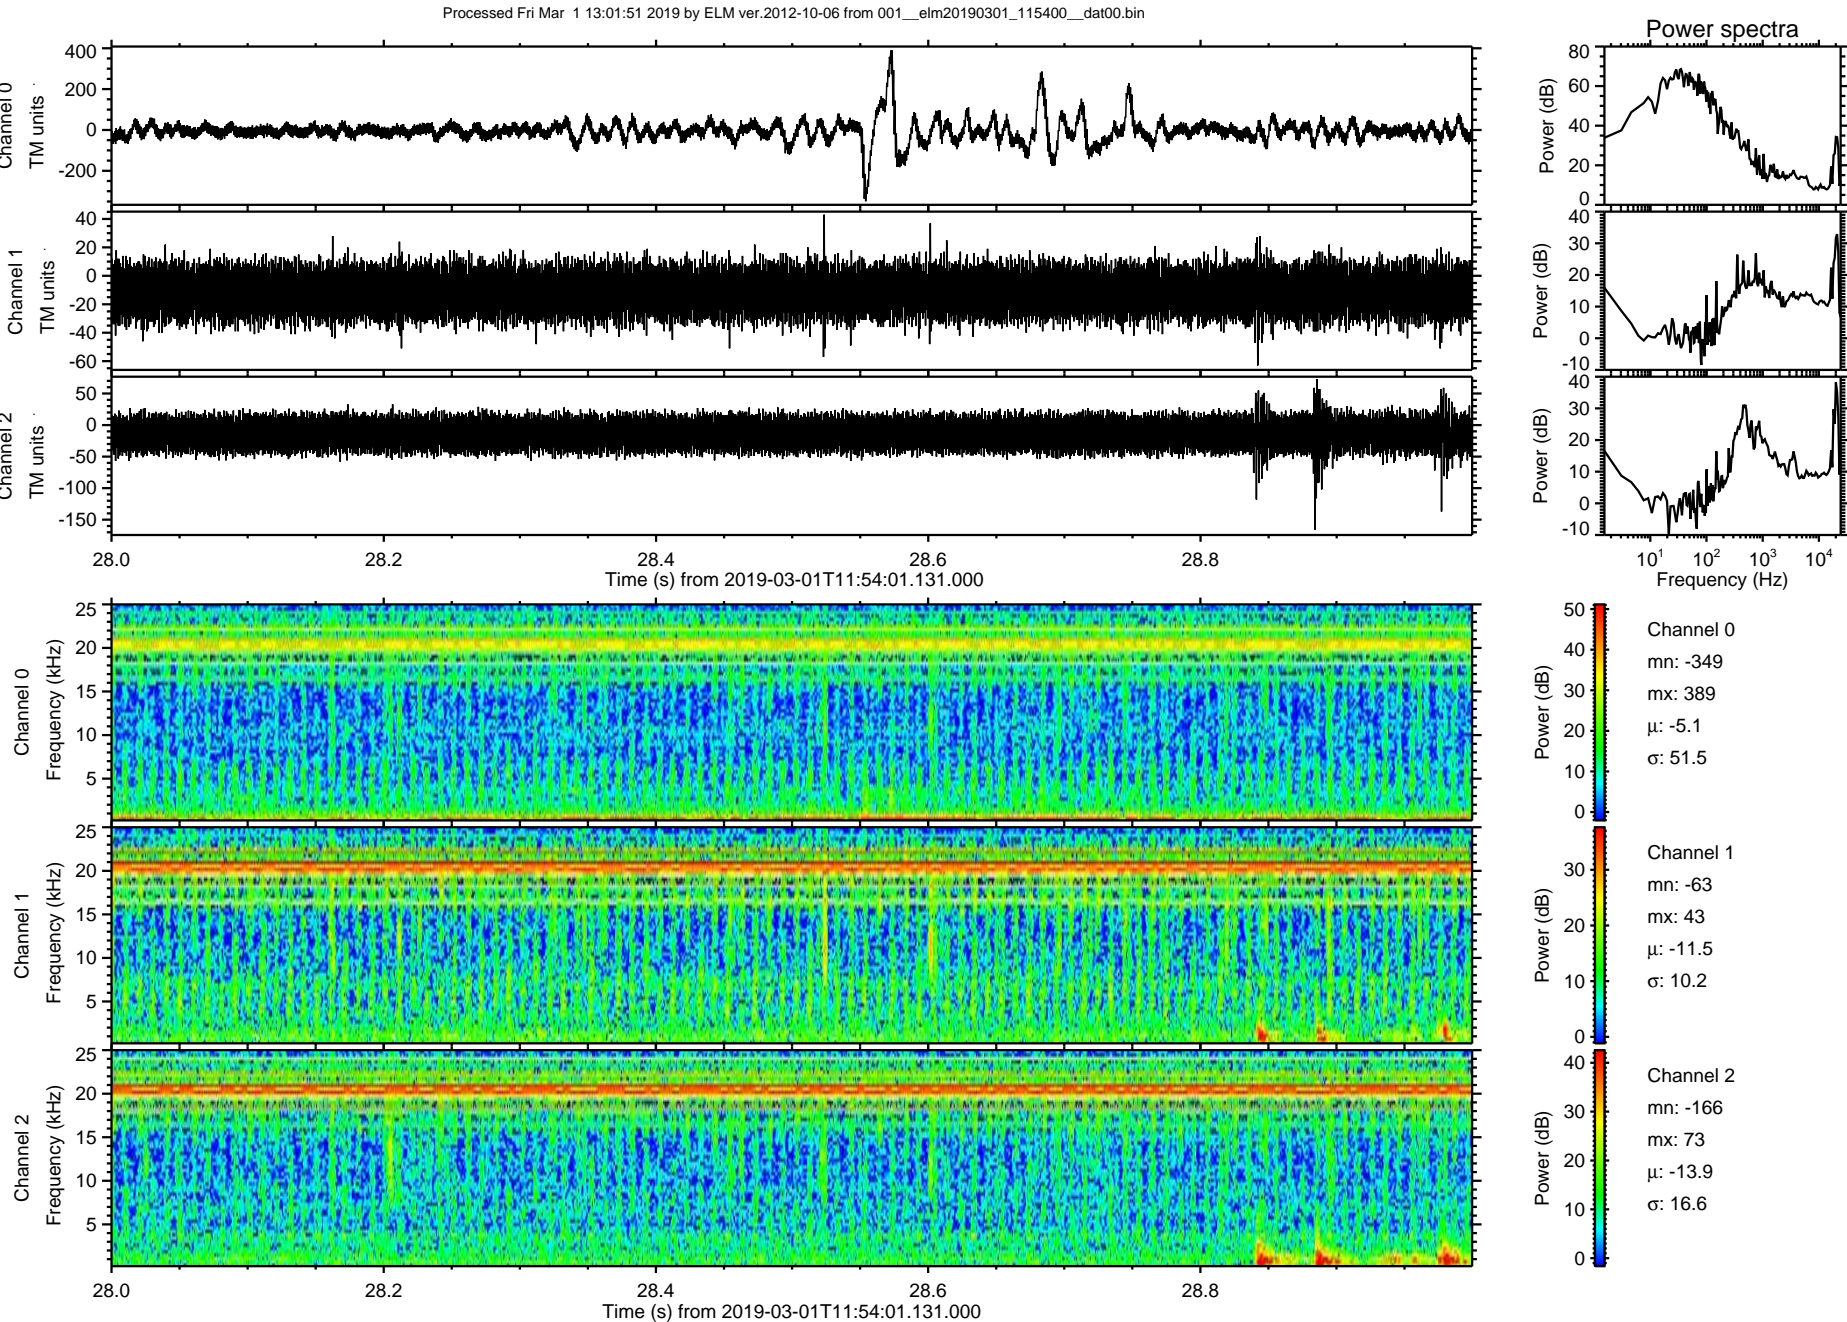 Processed Fri Mar  1 13:01:51 2019 by ELM ver.2012-10-06 from 001__elm20190301_115400__dat00.bin
Power spectra
Channel 0
TM units
400
200
0
-200
Power (dB)
80
60
40
20
0
Channel 1
TM units
40
20
0
-20
-40
-60
Power (dB)
40
30
20
10
0
-10
Channel 2
TM units
50
0
-50
-100
-150
Power (dB)
40
30
20
10
0
-10
28.0 28.2 28.4 28.6 28.8
Time (s) from 2019-03-01T11:54:01.131.000
10¹ 10² 10³ 10⁴
Frequency (Hz)
Channel 0
Frequency (kHz)
25
20
15
10
5
Power (dB)
50
40
30
20
10
0
Channel 0
mn: -349
mx: 389
μ: -5.1
σ: 51.5
Channel 1
Frequency (kHz)
25
20
15
10
5
Power (dB)
30
20
10
0
Channel 1
mn: -63
mx: 43
μ: -11.5
σ: 10.2
Channel 2
Frequency (kHz)
25
20
15
10
5
Power (dB)
40
30
20
10
0
Channel 2
mn: -166
mx: 73
μ: -13.9
σ: 16.6
28.0 28.2 28.4 28.6 28.8
Time (s) from 2019-03-01T11:54:01.131.000